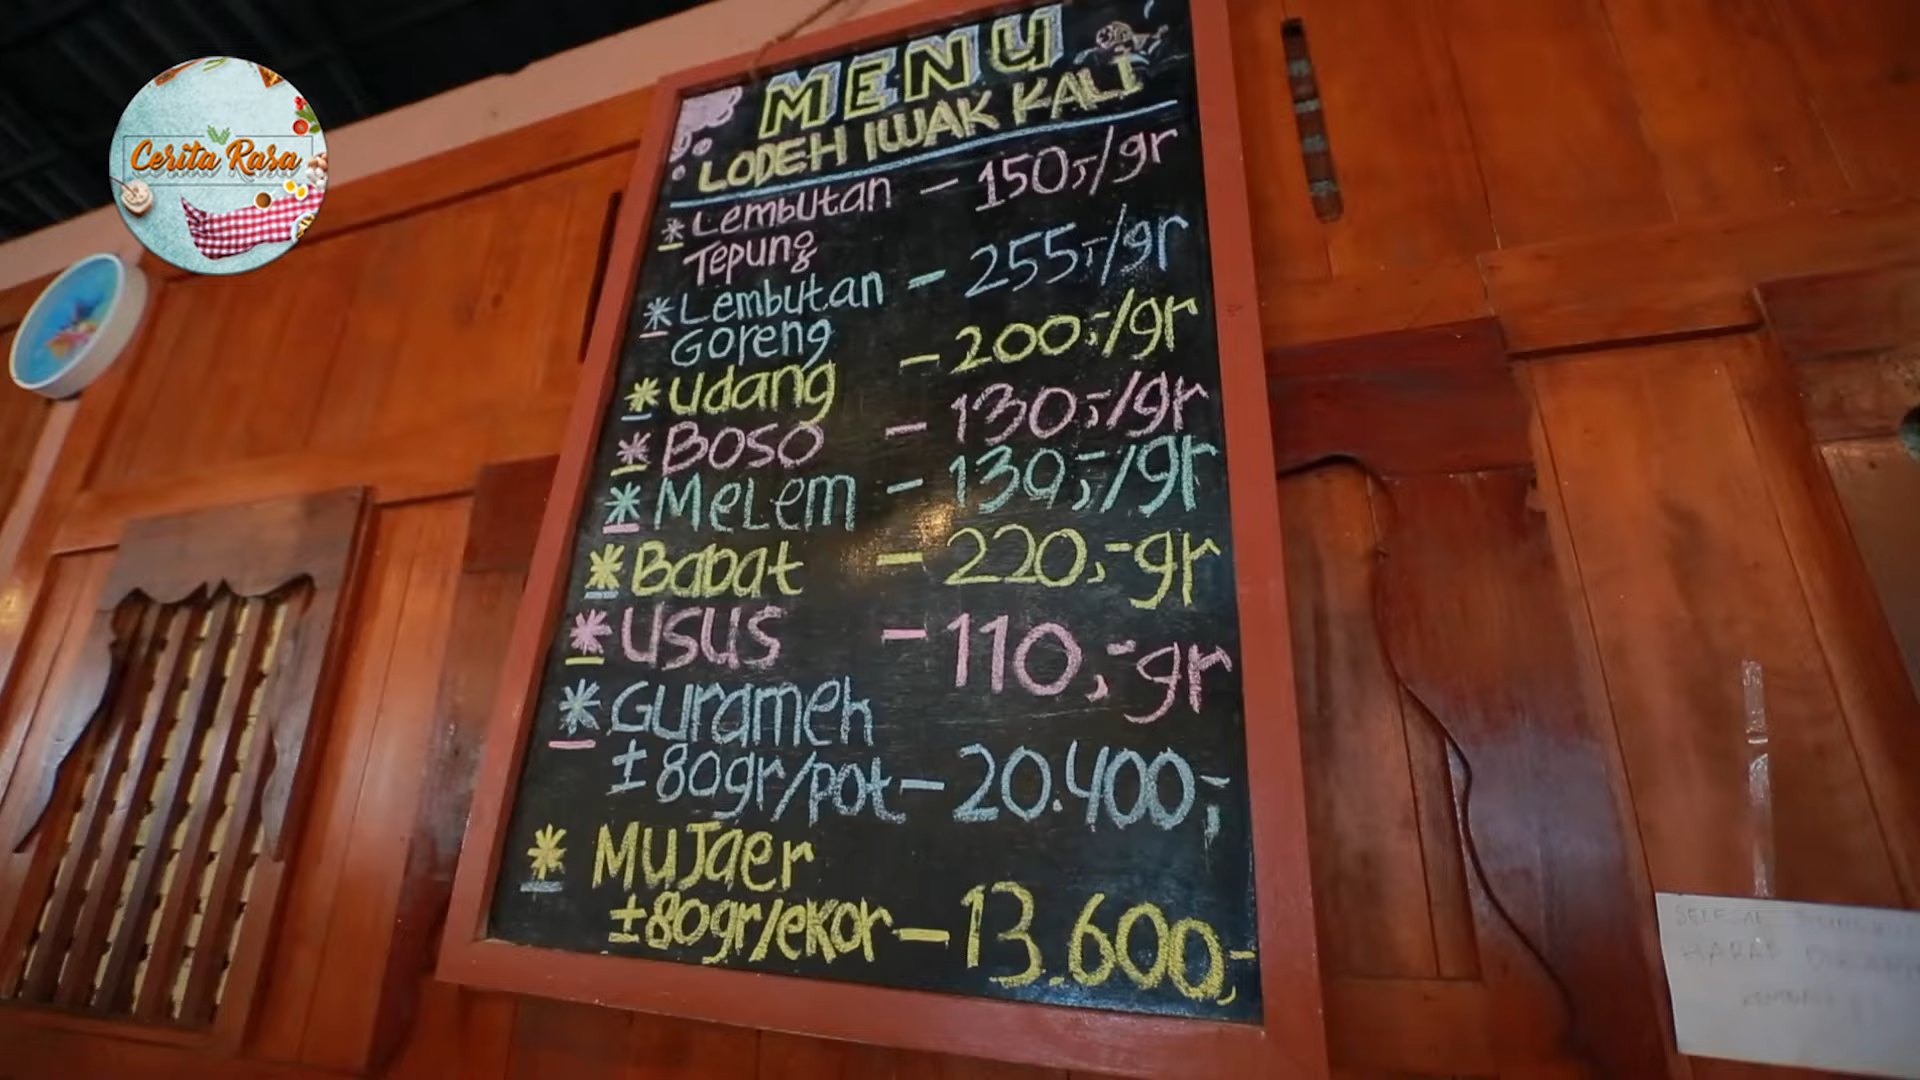 Cerita Rasa
MENU
LODEH IWAK KALI
* Lembutan - 150,-/gr
Tepung
* Lembutan - 255,-/gr
Goreng
* Udang - 200,-/gr
* Boso - 130,-/gr
* Melem - 130,-/gr
* Babat - 220,-gr
* Usus - 110,-gr
* Gurameh
±80gr/pot - 20.400,-
* Mujaer
±80gr/ekor - 13.600,-
HARAP